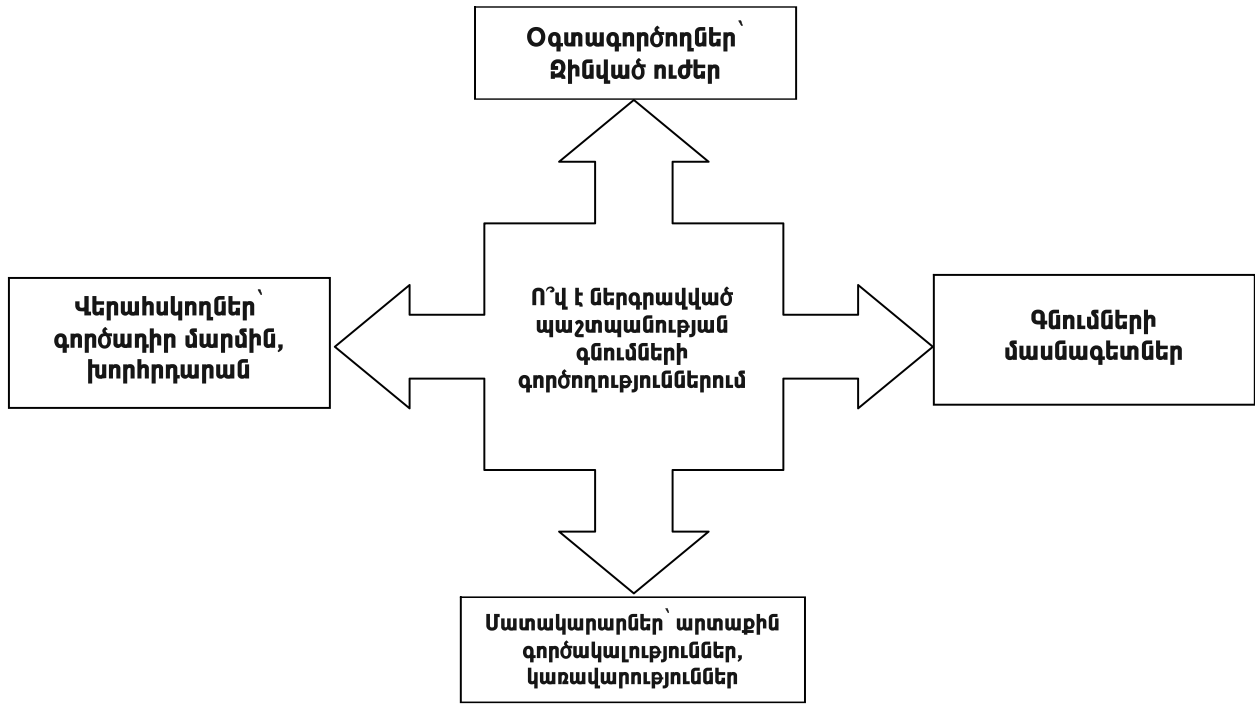 Օգտագործողներ՝
Զինված ուժեր
Վերահսկողներ՝
գործադիր մարմին,
խորհրդարան
Ո՞վ է ներգրավված
պաշտպանության
գնումների
գործողություններում
Գնումների
մասնագետներ
Մատակարարներ՝ արտաքին
գործակալություններ,
կառավարություններ